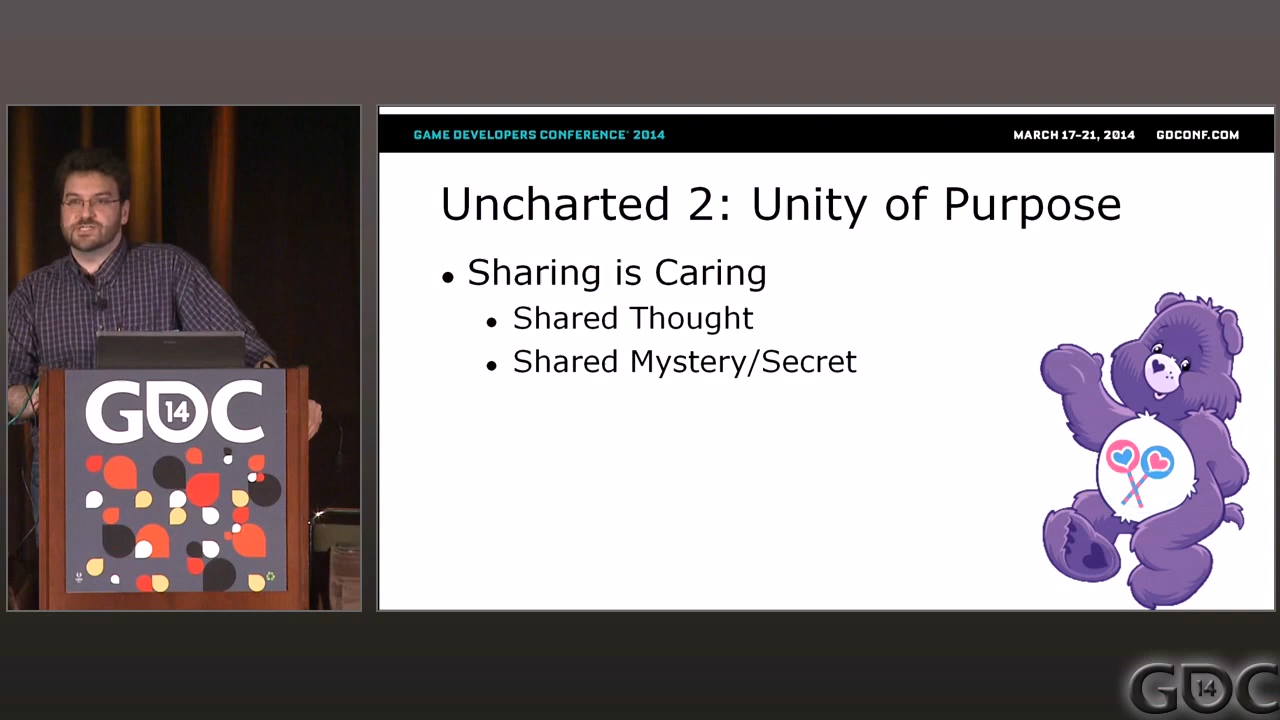 GAME DEVELOPERS CONFERENCE® 2014
MARCH 17-21, 2014 GDCONF.COM
Uncharted 2: Unity of Purpose
• Sharing is Caring
• Shared Thought
• Shared Mystery/Secret
GDC
14
GDC
14